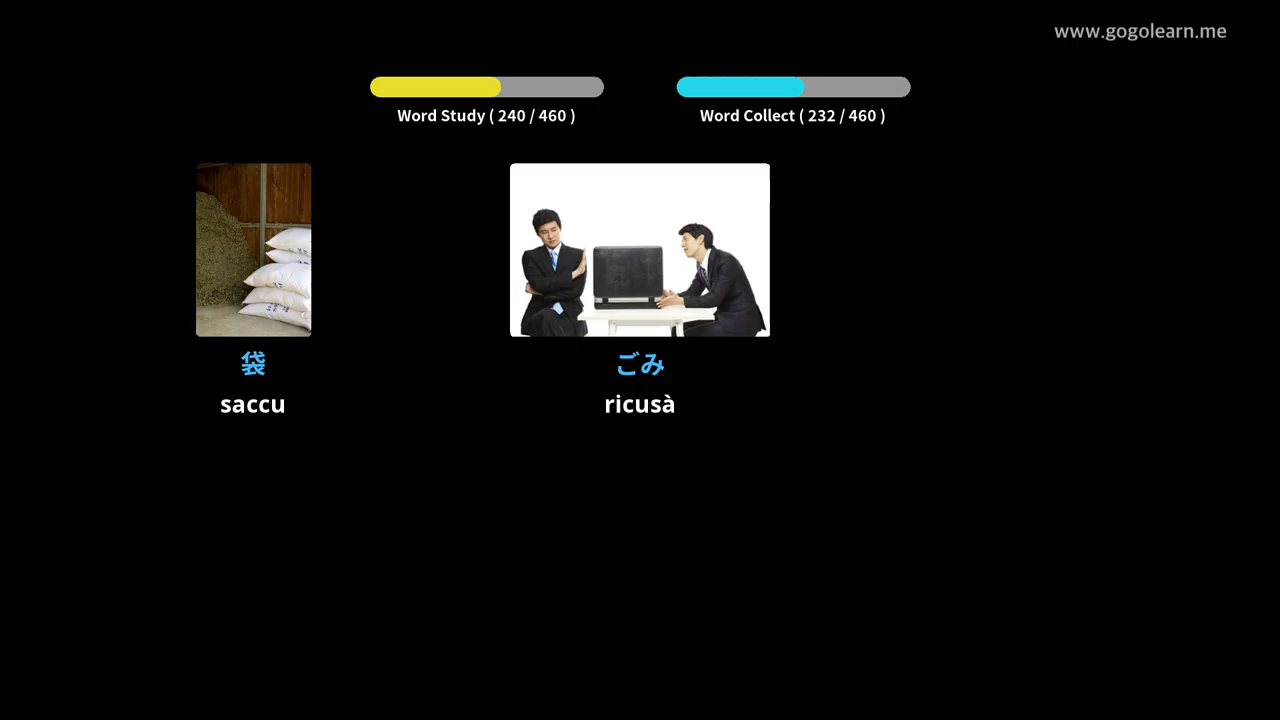 www.gogolearn.me
Word Study ( 240 / 460 )
Word Collect ( 232 / 460 )
袋
saccu
ごみ
ricusà